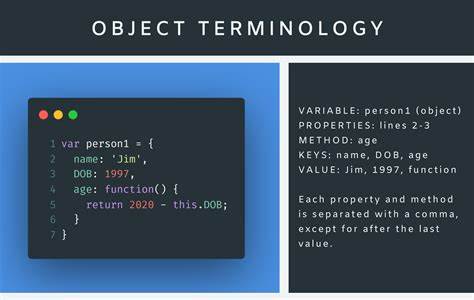 OBJECT TERMINOLOGY
1 var person1 = {
2   name: 'Jim',
3   DOB: 1997,
4   age: function() {
5     return 2020 - this.DOB;
6   }
7 }
VARIABLE: person1 (object)
PROPERTIES: lines 2-3
METHOD: age
KEYS: name, DOB, age
VALUE: Jim, 1997, function
Each property and method
is separated with a comma,
except for after the last
value.